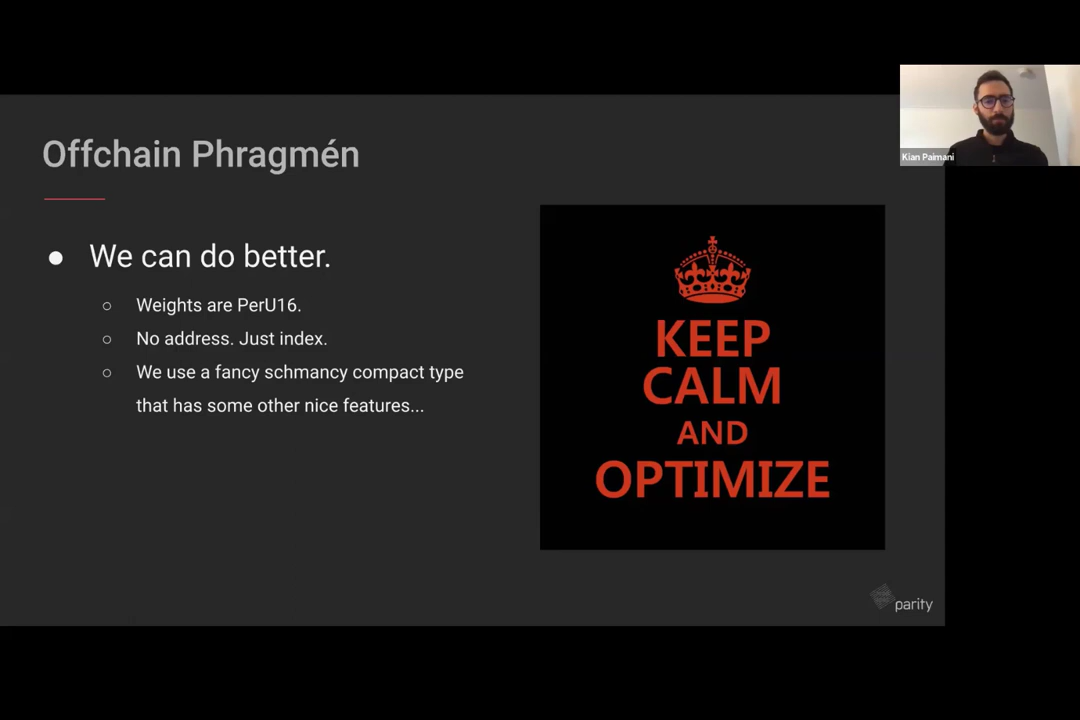 Offchain Phragmén
Kian Paimani
● We can do better.
○ Weights are PerU16.
○ No address. Just index.
○ We use a fancy schmancy compact type
that has some other nice features...
KEEP
CALM
AND
OPTIMIZE
parity